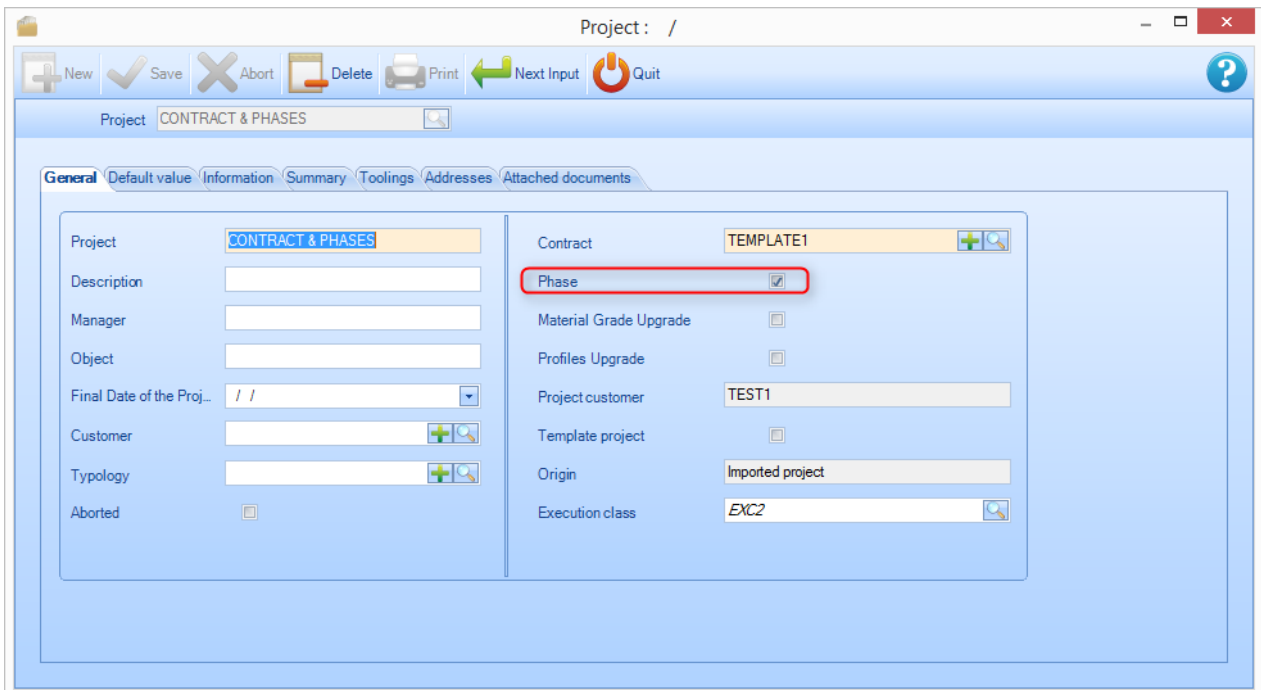 Project : /
New Save Abort Delete Print Next Input Quit ?
Project CONTRACT & PHASES
General Default value Information Summary Toolings Addresses Attached documents
Project CONTRACT & PHASES
Description
Manager
Object
Final Date of the Proj... / /
Customer
Typology
Aborted
Contract TEMPLATE1
Phase
Material Grade Upgrade
Profiles Upgrade
Project customer TEST1
Template project
Origin Imported project
Execution class EXC2